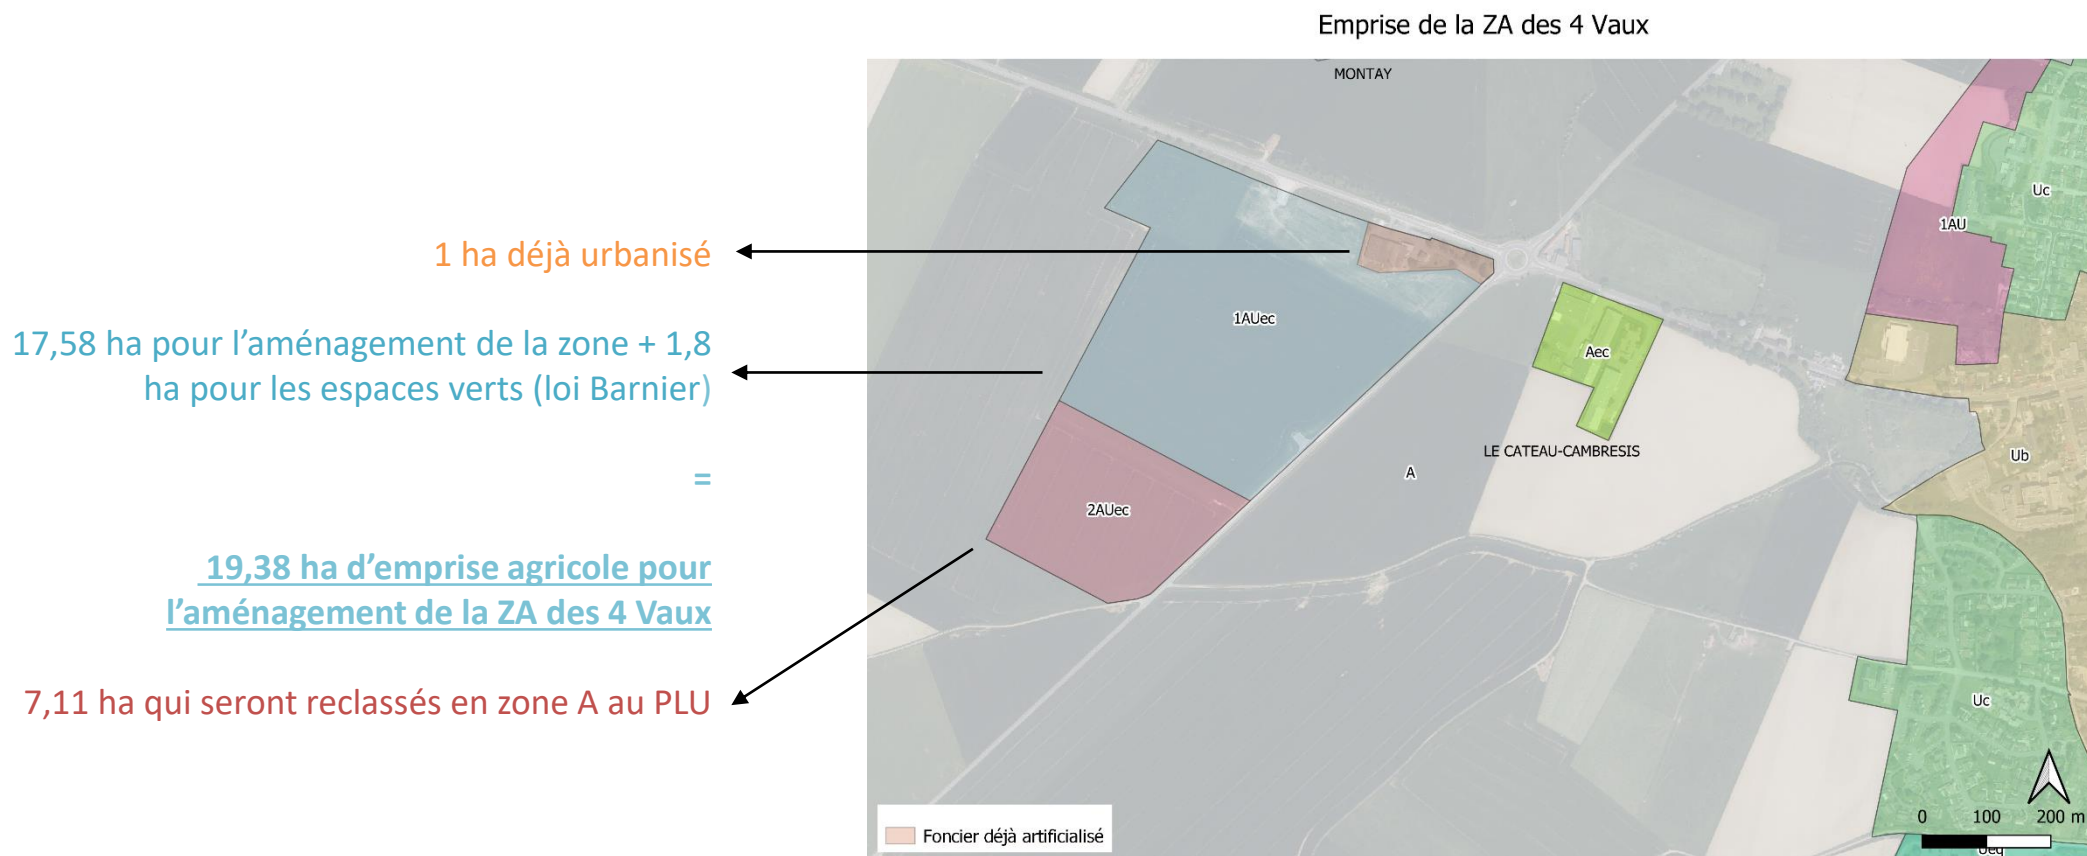 Emprise de la ZA des 4 Vaux
1 ha déjà urbanisé
17,58 ha pour l'aménagement de la zone + 1,8
ha pour les espaces verts (loi Barnier)
=
19,38 ha d'emprise agricole pour
l'aménagement de la ZA des 4 Vaux
7,11 ha qui seront reclassés en zone A au PLU
MONTAY
Uc
1AU
1AUec
Aec
LE CATEAU-CAMBRESIS
Ub
A
2AUec
Uc
0 100 200 m
Foncier déjà artificialisé
Ueq